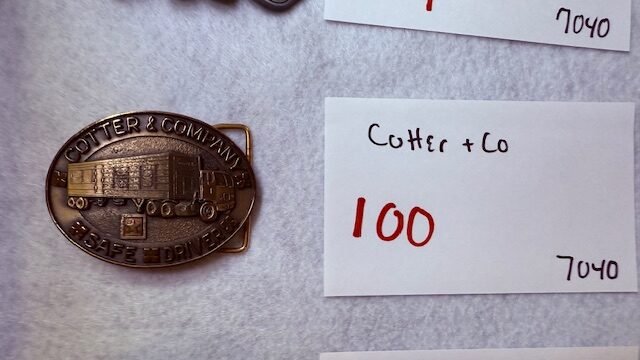 7040
COTTER & COMPANY
SAFE DRIVER
Cotter + Co
100
7040